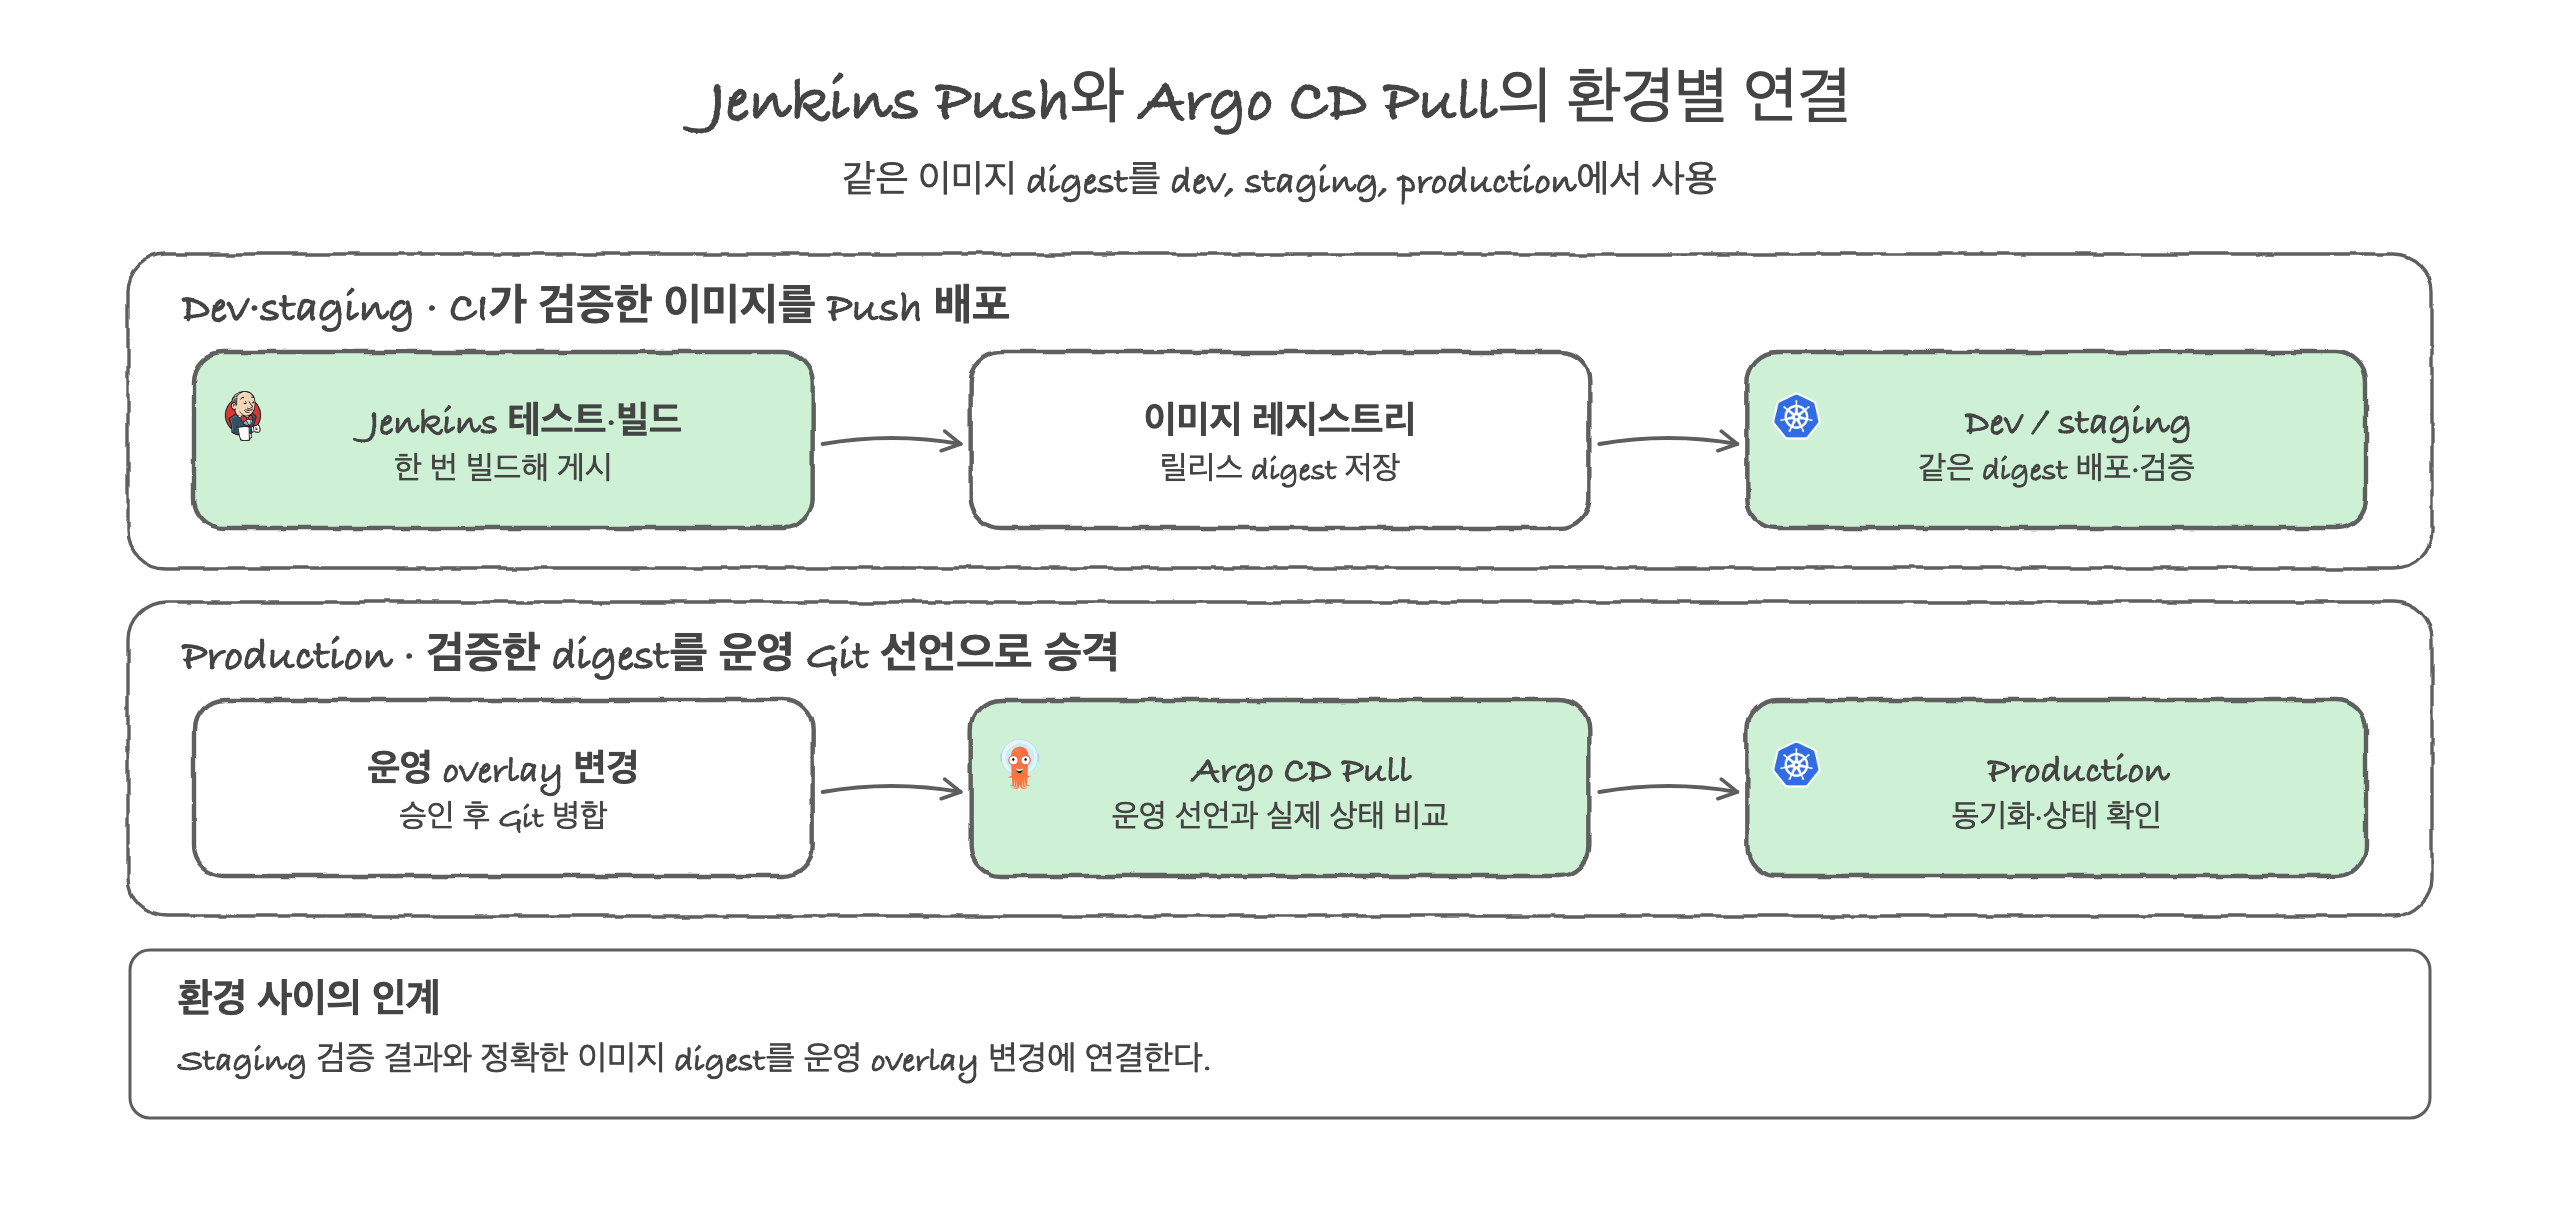 Jenkins Push와 Argo CD Pull의 환경별 연결
같은 이미지 digest를 dev, staging, production에서 사용
Dev·staging · CI가 검증한 이미지를 Push 배포
Jenkins 테스트·빌드
한 번 빌드해 게시
이미지 레지스트리
릴리스 digest 저장
Dev / staging
같은 digest 배포·검증
Production · 검증한 digest를 운영 Git 선언으로 승격
운영 overlay 변경
승인 후 Git 병합
Argo CD Pull
운영 선언과 실제 상태 비교
Production
동기화·상태 확인
환경 사이의 인계
Staging 검증 결과와 정확한 이미지 digest를 운영 overlay 변경에 연결한다.